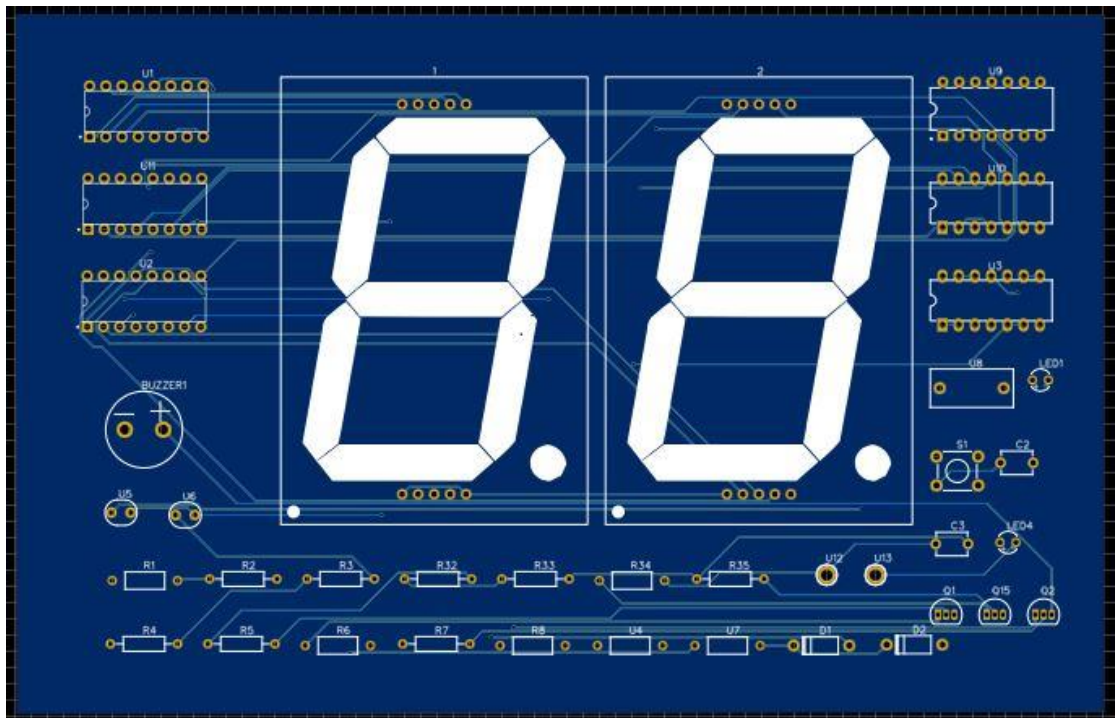 U1
1
2
U9
U11
U10
U2
U3
U8
LED1
BUZZER1
− +
S1
C2
U5
U6
C3
LED4
R1
R2
R3
R32
R33
R34
R35
U12
U13
Q1
Q15
Q2
R4
R5
R6
R7
R8
U4
U7
D1
D2